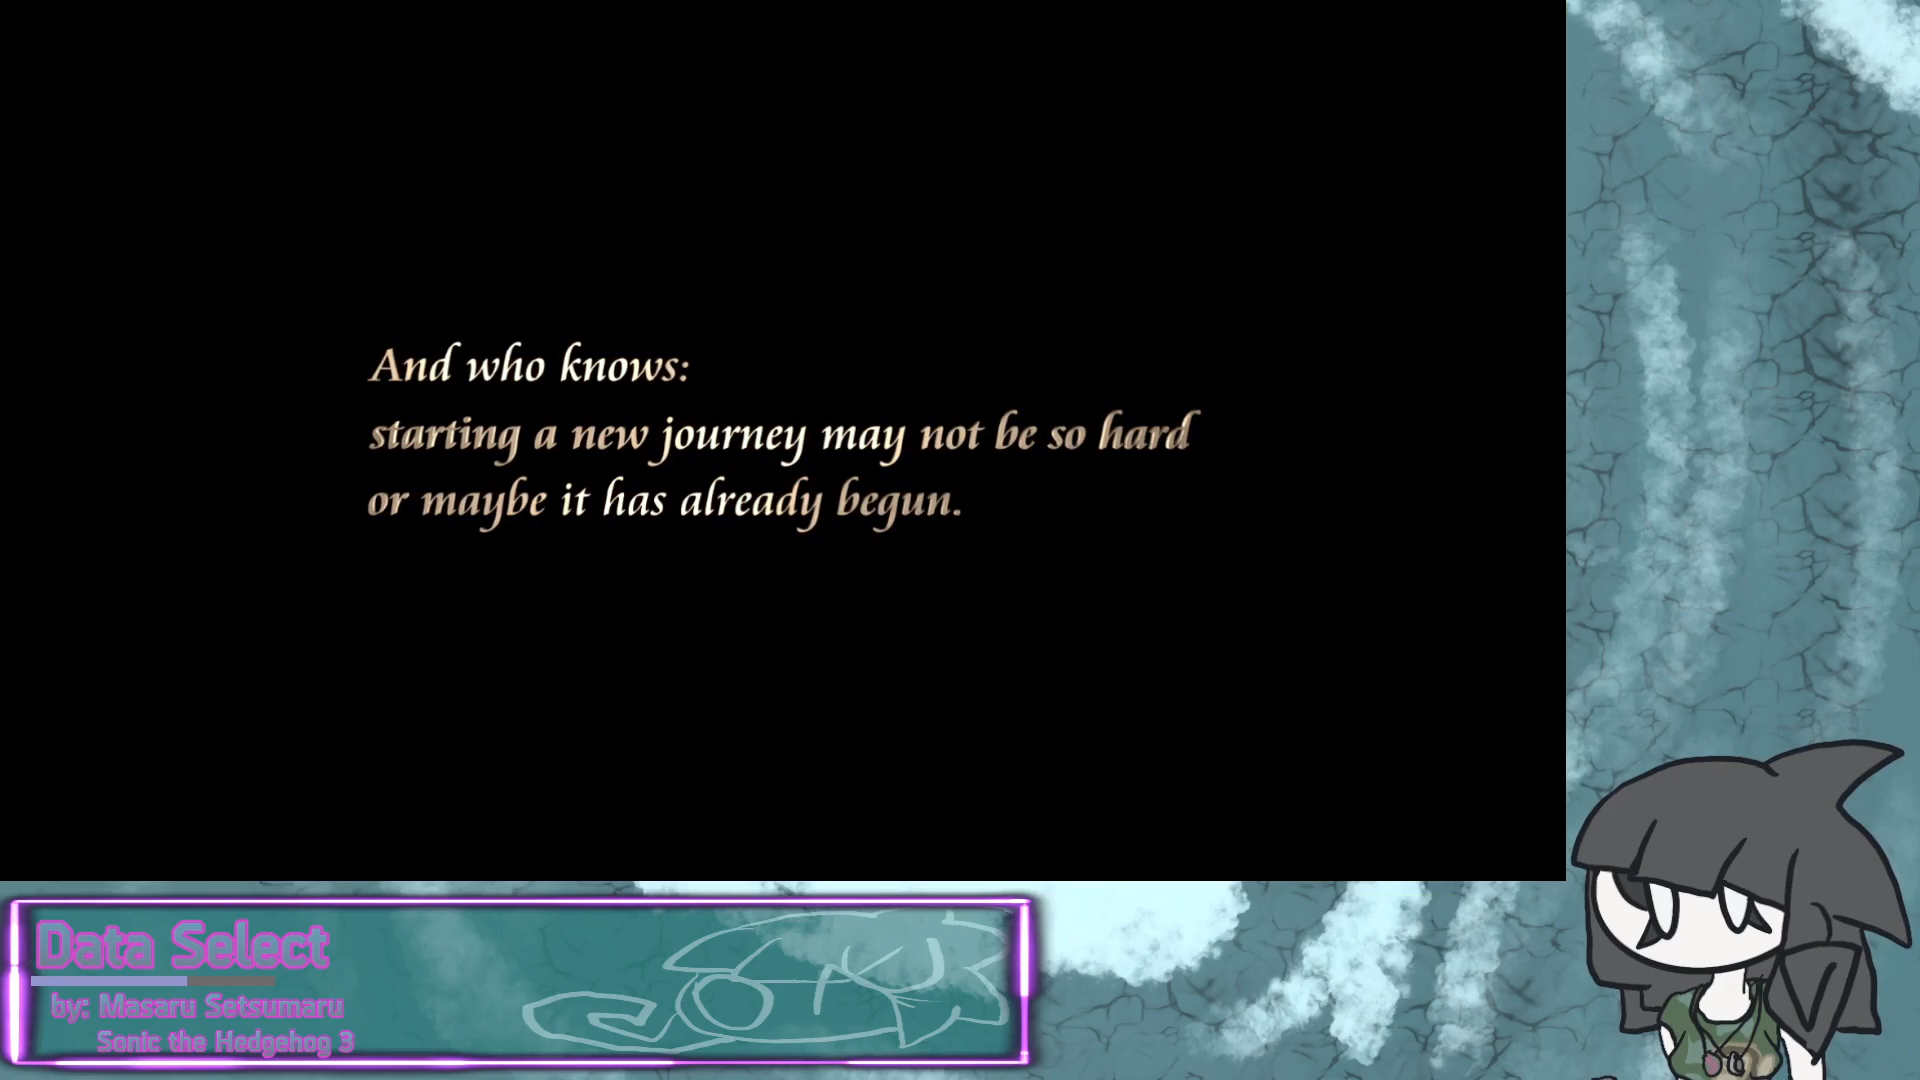 And who knows:
starting a new journey may not be so hard
or maybe it has already begun.
Data Select
by: Masaru Setsumaru
Sonic the Hedgehog 3